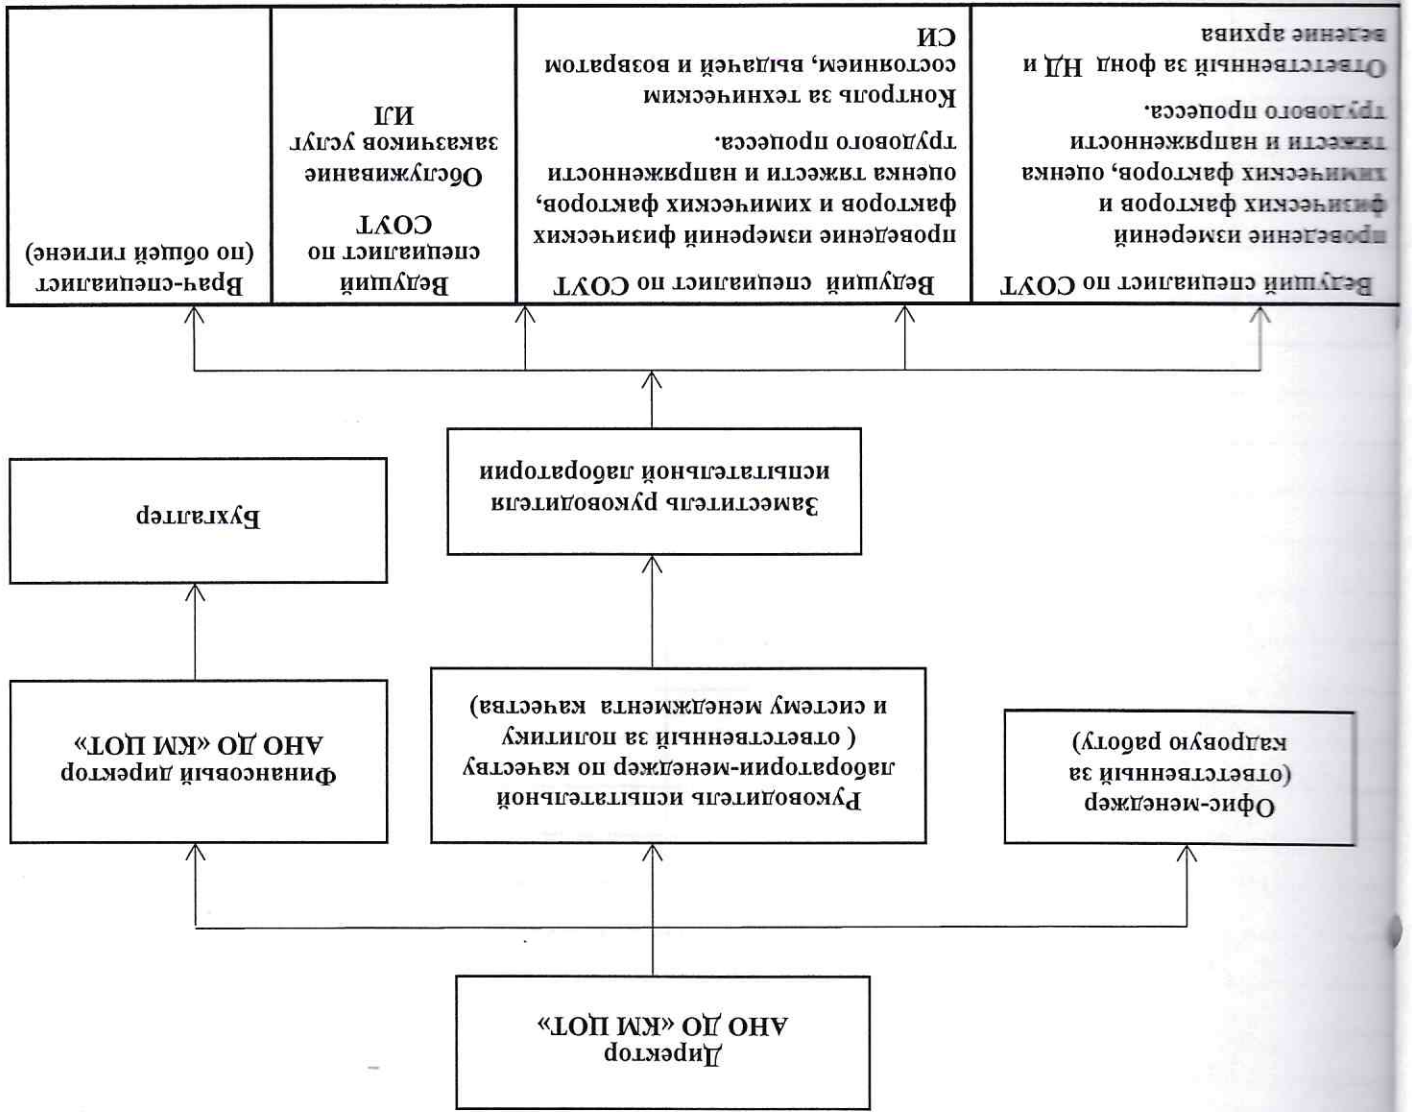 Директор
АНО ДО «КМ ЦОТ»
Офис-менеджер
(ответственный за
кадровую работу)
Руководитель испытательной
лаборатории-менеджер по качеству
( ответственный за политику
и систему менеджмента качества)
Финансовый директор
АНО ДО «КМ ЦОТ»
Заместитель руководителя
испытательной лаборатории
Бухгалтер
Ведущий специалист по СОУТ
проведение измерений
физических факторов и
химических факторов, оценка
тяжести и напряженности
трудового процесса.
Ответственный за фонд НД и
ведение архива
Ведущий специалист по СОУТ
проведение измерений физических
факторов и химических факторов,
оценка тяжести и напряженности
трудового процесса.
Контроль за техническим
состоянием, выдачей и возвратом
СИ
Ведущий
специалист по
СОУТ
Обслуживание
заказчиков услуг
ИЛ
Врач-специалист
(по общей гигиене)